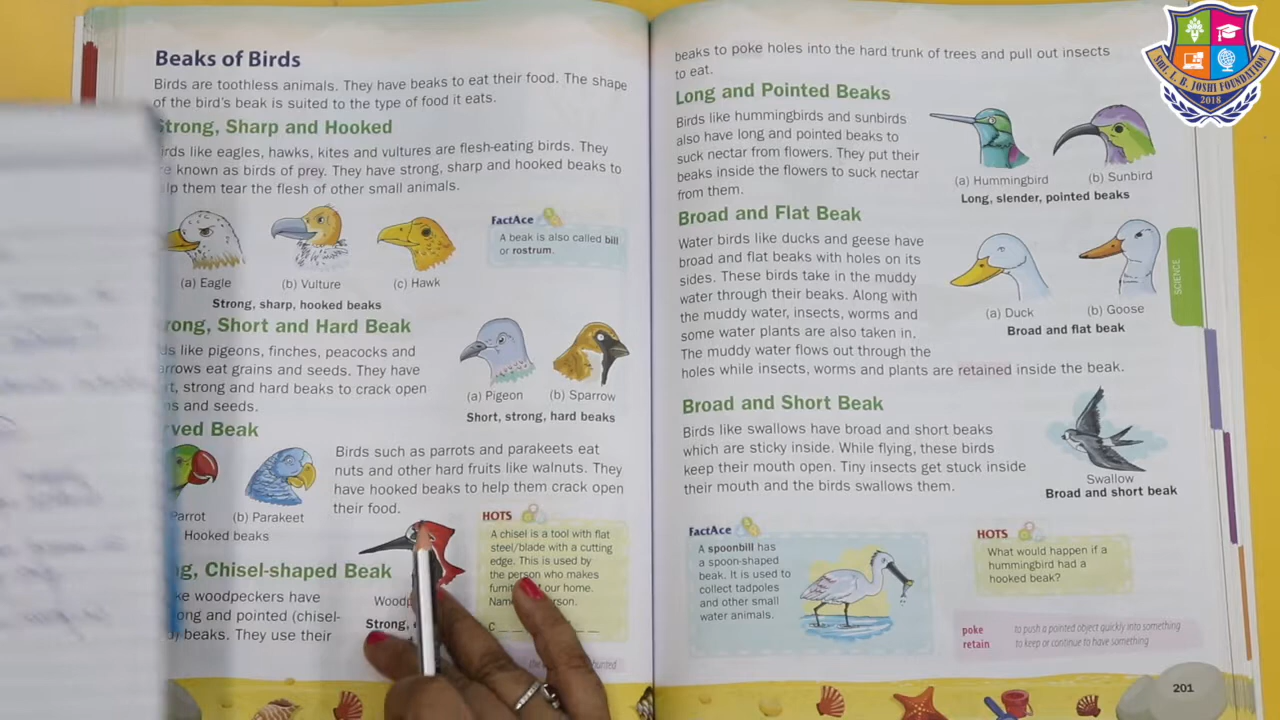 Beaks of Birds
Birds are toothless animals. They have beaks to eat their food. The shape
of the bird's beak is suited to the type of food it eats.
Strong, Sharp and Hooked
like eagles, hawks, kites and vultures are flesh-eating birds. They
known as birds of prey. They have strong, sharp and hooked beaks to
them tear the flesh of other small animals.
(a) Eagle (b) Vulture (c) Hawk
Strong, sharp, hooked beaks
FactAce
A beak is also called bill
or rostrum.
Short and Hard Beak
like pigeons, finches, peacocks and
eat grains and seeds. They have
strong and hard beaks to crack open
and seeds.
(a) Pigeon (b) Sparrow
Short, strong, hard beaks
Beak
Parrot (b) Parakeet
Hooked beaks
Birds such as parrots and parakeets eat
nuts and other hard fruits like walnuts. They
have hooked beaks to help them crack open
their food.
HOTS
A chisel is a tool with flat
steel/blade with a cutting
edge. This is used by
the person who makes
our home.
C
Chisel-shaped Beak
woodpeckers have
and pointed (chisel-
beaks. They use their
Strong,
hunted
beaks to poke holes into the hard trunk of trees and pull out insects
to eat.
Long and Pointed Beaks
Birds like hummingbirds and sunbirds
also have long and pointed beaks to
suck nectar from flowers. They put their
beaks inside the flowers to suck nectar
from them.
(a) Hummingbird (b) Sunbird
Long, slender, pointed beaks
Broad and Flat Beak
Water birds like ducks and geese have
broad and flat beaks with holes on its
sides. These birds take in the muddy
water through their beaks. Along with
the muddy water, insects, worms and
some water plants are also taken in.
The muddy water flows out through the
holes while insects, worms and plants are retained inside the beak.
(a) Duck (b) Goose
Broad and flat beak
Broad and Short Beak
Birds like swallows have broad and short beaks
which are sticky inside. While flying, these birds
keep their mouth open. Tiny insects get stuck inside
their mouth and the birds swallows them.
Swallow
Broad and short beak
FactAce
A spoonbill has
a spoon-shaped
beak. It is used to
collect tadpoles
and other small
water animals.
HOTS
What would happen if a
hummingbird had a
hooked beak?
poke to push a pointed object quickly into something
retain to keep or continue to have something
201
SCIENCE
SHL. L. B. JOSHI FOUNDATION
2018